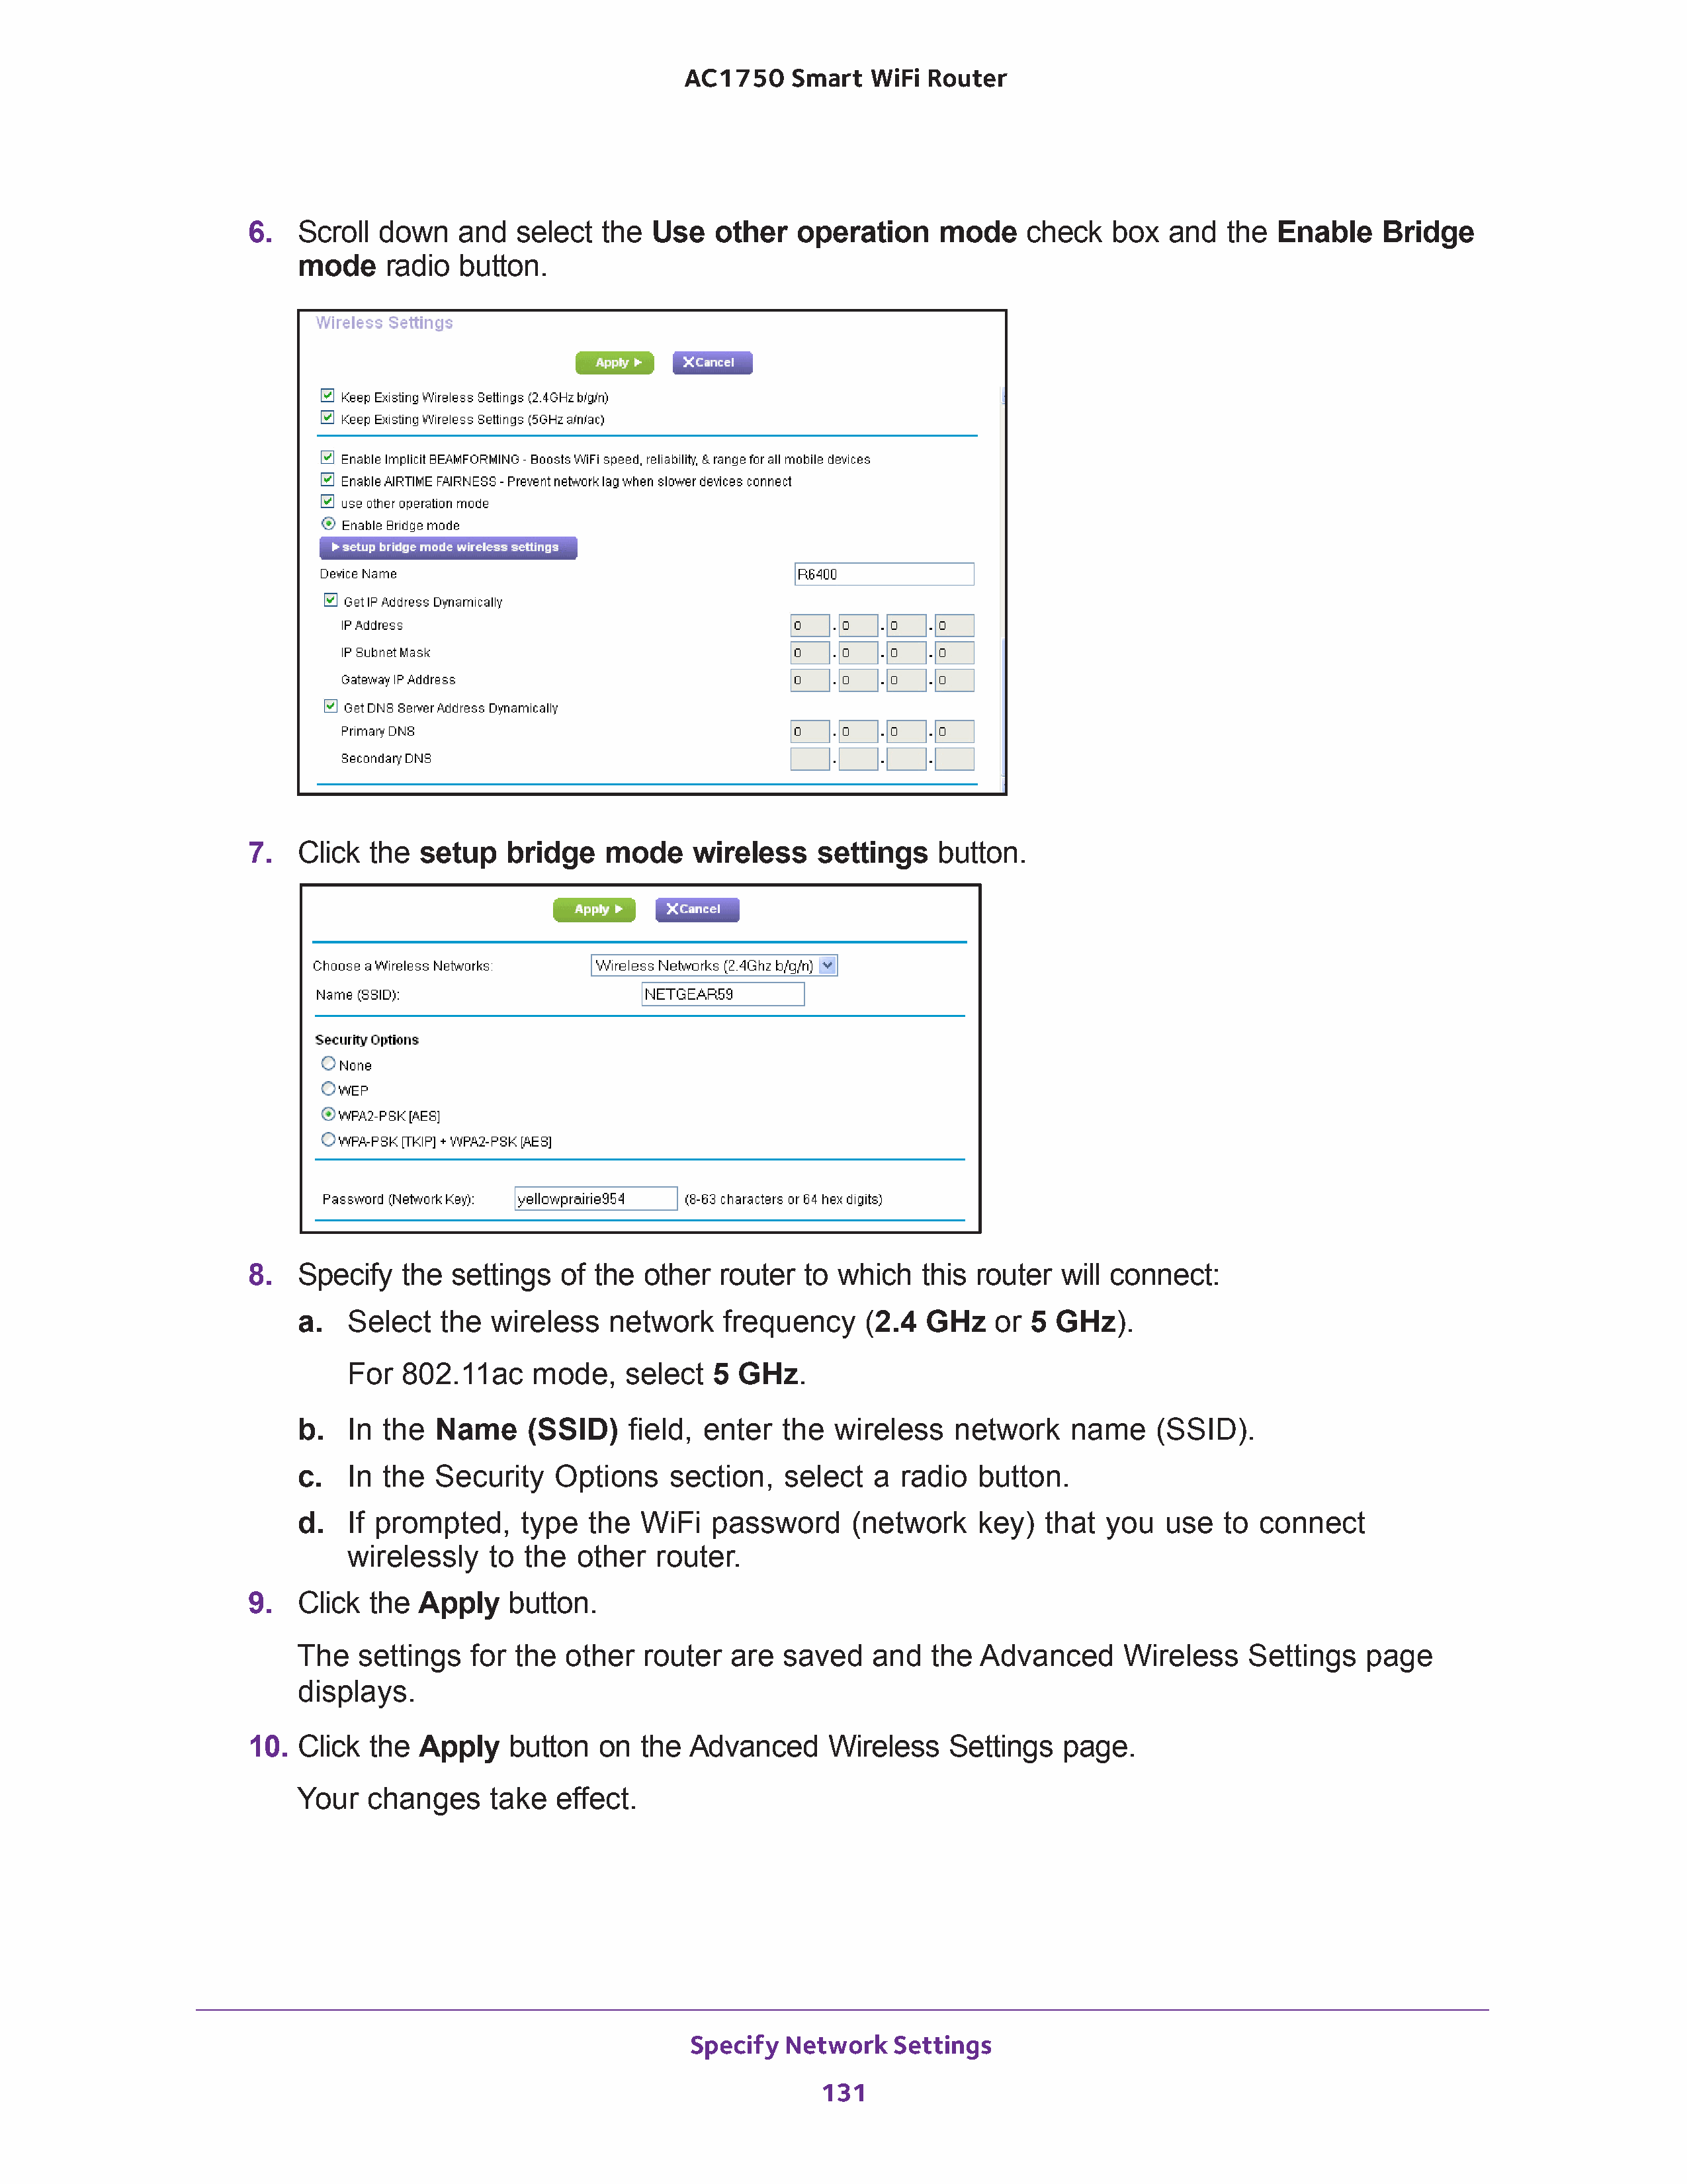 AC1750 Smart WiFi Router
6. Scroll down and select the Use other operation mode check box and the Enable Bridge
mode radio button.
Wireless Settings
Apply ▶ X Cancel
Keep Existing Wireless Settings (2.4GHz b/g/n)
Keep Existing Wireless Settings (5GHz a/n/ac)
Enable Implicit BEAMFORMING - Boosts WiFi speed, reliability, & range for all mobile devices
Enable AIRTIME FAIRNESS - Prevent network lag when slower devices connect
use other operation mode
Enable Bridge mode
▶ setup bridge mode wireless settings
Device Name R6400
Get IP Address Dynamically
IP Address 0 . 0 . 0 . 0
IP Subnet Mask 0 . 0 . 0 . 0
Gateway IP Address 0 . 0 . 0 . 0
Get DNS Server Address Dynamically
Primary DNS 0 . 0 . 0 . 0
Secondary DNS . . .
7. Click the setup bridge mode wireless settings button.
Apply ▶ X Cancel
Choose a Wireless Networks: Wireless Networks (2.4Ghz b/g/n)
Name (SSID): NETGEAR59
Security Options
None
WEP
WPA2-PSK [AES]
WPA-PSK [TKIP] + WPA2-PSK [AES]
Password (Network Key): yellowprairie954 (8-63 characters or 64 hex digits)
8. Specify the settings of the other router to which this router will connect:
a. Select the wireless network frequency (2.4 GHz or 5 GHz).
For 802.11ac mode, select 5 GHz.
b. In the Name (SSID) field, enter the wireless network name (SSID).
c. In the Security Options section, select a radio button.
d. If prompted, type the WiFi password (network key) that you use to connect
wirelessly to the other router.
9. Click the Apply button.
The settings for the other router are saved and the Advanced Wireless Settings page
displays.
10. Click the Apply button on the Advanced Wireless Settings page.
Your changes take effect.
Specify Network Settings
131